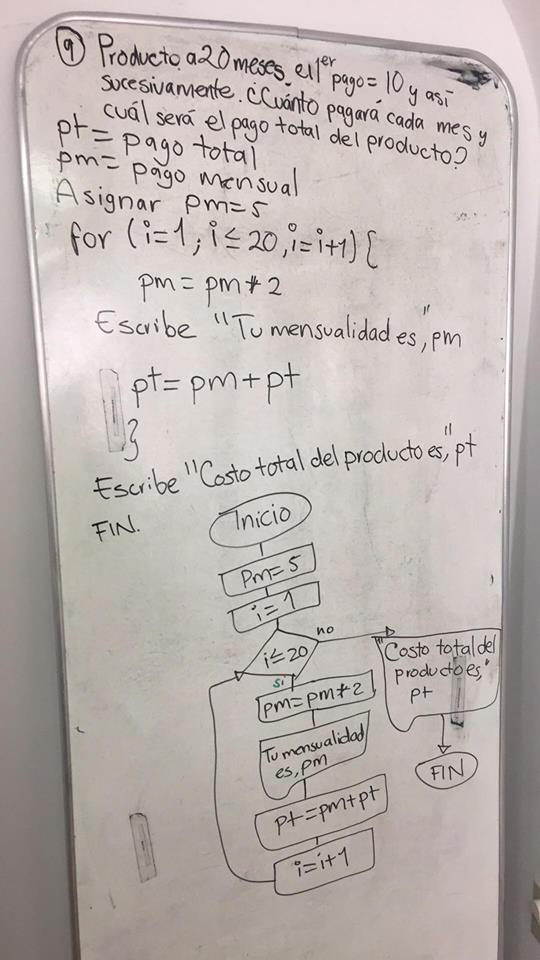 9 Producto a 20 meses, el 1er pago = 10 y así
sucesivamente. ¿Cuánto pagará cada mes y
cuál será el pago total del producto?
pt = pago total
pm = pago mensual
Asignar pm=5
for (i=1; i≤20, i=i+1) {
pm = pm * 2
Escribe "Tu mensualidad es," pm
pt = pm + pt
}
Escribe "Costo total del producto es," pt
FIN.
Inicio
pm=5
i=1
i≤20
no
si
"Costo total del
producto es,"
pt
FIN
pm=pm*2
Tu mensualidad
es, pm
pt=pm+pt
i=i+1